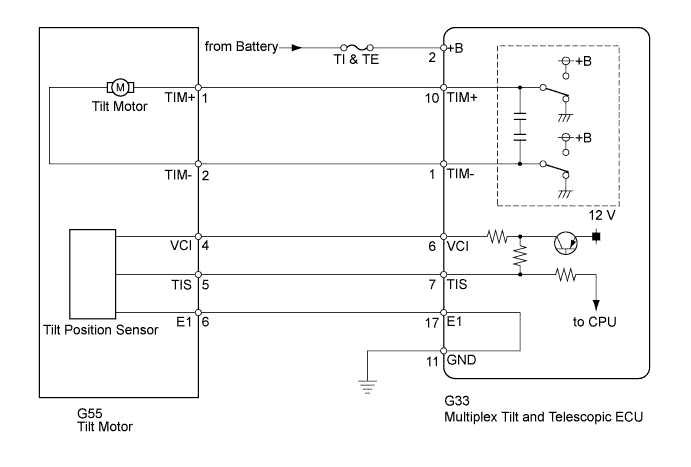 from Battery
TI & TE
2
+B
+B
M
Tilt Motor
TIM+
1
10
TIM+
+B
TIM-
2
1
TIM-
12 V
VCI
4
6
VCI
TIS
5
7
TIS
Tilt Position Sensor
E1
6
17
E1
to CPU
11
GND
G55
Tilt Motor
G33
Multiplex Tilt and Telescopic ECU